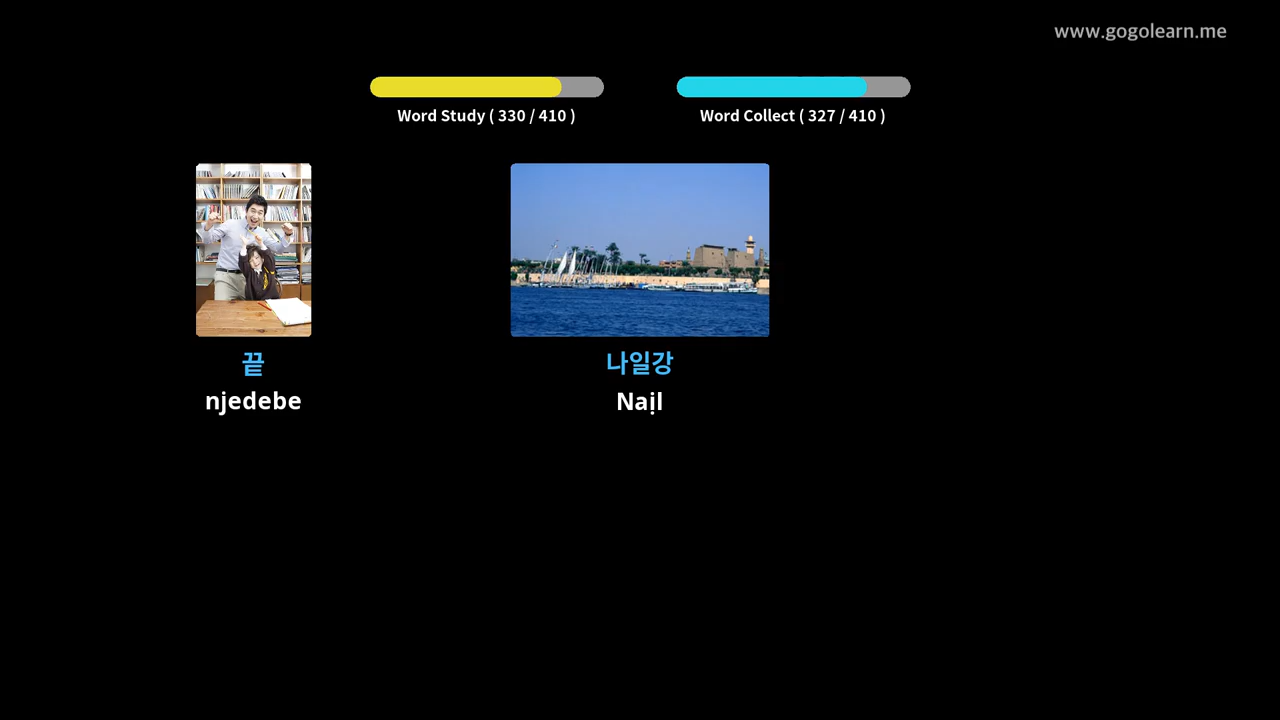 www.gogolearn.me
Word Study ( 330 / 410 )
Word Collect ( 327 / 410 )
끝
njedebe
나일강
Naịl